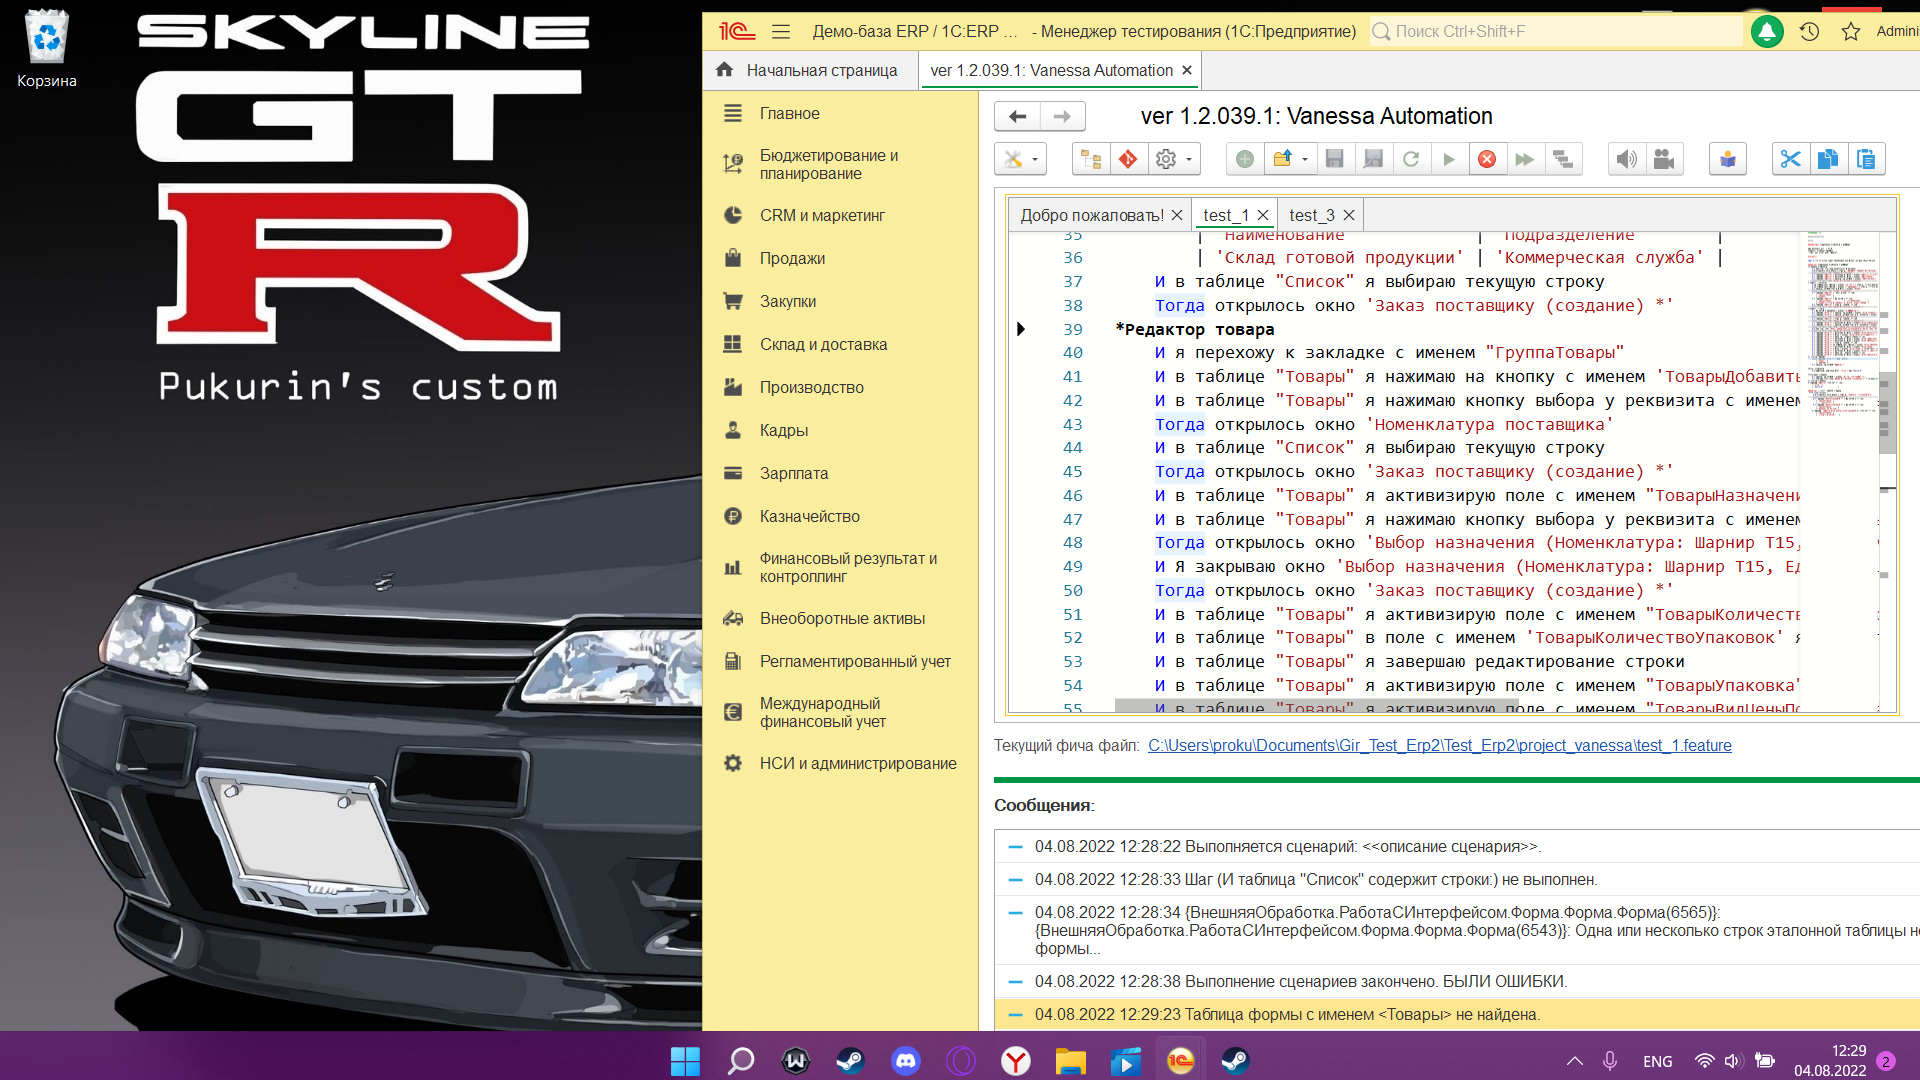 Корзина
SKYLINE
GT
R
Pukurin's custom
1С
Демо-база ERP / 1С:ERP ... - Менеджер тестирования (1С:Предприятие)
Поиск Ctrl+Shift+F
Начальная страница
ver 1.2.039.1: Vanessa Automation
Главное
Бюджетирование и
планирование
CRM и маркетинг
Продажи
Закупки
Склад и доставка
Производство
Кадры
Зарплата
Казначейство
Финансовый результат и
контроллинг
Внеоборотные активы
Регламентированный учет
Международный
финансовый учет
НСИ и администрирование
ver 1.2.039.1: Vanessa Automation
Добро пожаловать!
test_1
test_3
35 | Наименование | Подразделение |
36 | 'Склад готовой продукции' | 'Коммерческая служба' |
37 И в таблице "Список" я выбираю текущую строку
38 Тогда открылось окно 'Заказ поставщику (создание) *'
39 *Редактор товара
40 И я перехожу к закладке с именем "ГруппаТовары"
41 И в таблице "Товары" я нажимаю на кнопку с именем 'ТоварыДобавить
42 И в таблице "Товары" я нажимаю кнопку выбора у реквизита с именем
43 Тогда открылось окно 'Номенклатура поставщика'
44 И в таблице "Список" я выбираю текущую строку
45 Тогда открылось окно 'Заказ поставщику (создание) *'
46 И в таблице "Товары" я активизирую поле с именем "ТоварыНазначени
47 И в таблице "Товары" я нажимаю кнопку выбора у реквизита с именем
48 Тогда открылось окно 'Выбор назначения (Номенклатура: Шарнир Т15,
49 И Я закрываю окно 'Выбор назначения (Номенклатура: Шарнир Т15, Ед
50 Тогда открылось окно 'Заказ поставщику (создание) *'
51 И в таблице "Товары" я активизирую поле с именем "ТоварыКоличеств
52 И в таблице "Товары" в поле с именем 'ТоварыКоличествоУпаковок' я
53 И в таблице "Товары" я завершаю редактирование строки
54 И в таблице "Товары" я активизирую поле с именем "ТоварыУпаковка"
55 И в таблице "Товары" я активизирую поле с именем "ТоварыВидЦеныПо
Текущий фича файл: C:\Users\proku\Documents\Gir_Test_Erp2\Test_Erp2\project_vanessa\test_1.feature
Сообщения:
04.08.2022 12:28:22 Выполняется сценарий: <<описание сценария>>.
04.08.2022 12:28:33 Шаг (И таблица "Список" содержит строки:) не выполнен.
04.08.2022 12:28:34 {ВнешняяОбработка.РаботаСИнтерфейсом.Форма.Форма.Форма(6565)}:
{ВнешняяОбработка.РаботаСИнтерфейсом.Форма.Форма.Форма(6543)}: Одна или несколько строк эталонной таблицы не
формы...
04.08.2022 12:28:38 Выполнение сценариев закончено. БЫЛИ ОШИБКИ.
04.08.2022 12:29:23 Таблица формы с именем <Товары> не найдена.
Admini
ENG
12:29
04.08.2022
2